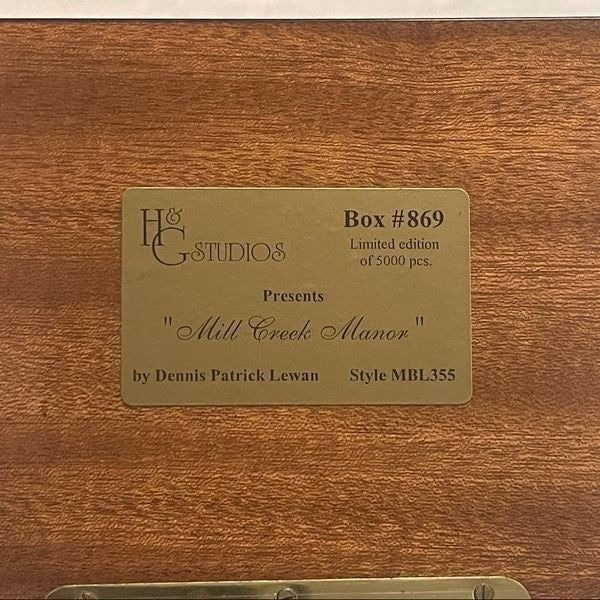 H&G STUDIOS
Box #869
Limited edition
of 5000 pcs.
Presents
"Mill Creek Manor"
by Dennis Patrick Lewan Style MBL355